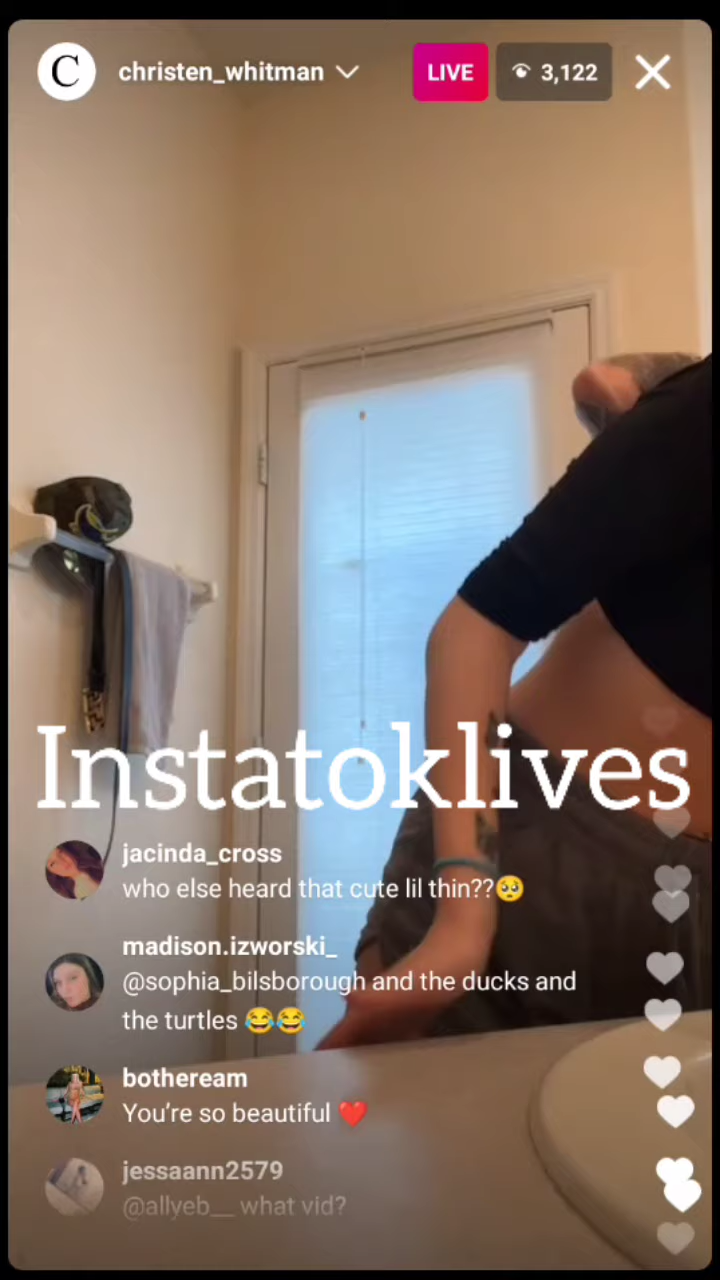 C christen_whitman LIVE 3,122
Instatoklives
jacinda_cross
who else heard that cute lil thin??🥺
madison.izworski_
@sophia_bilsborough and the ducks and
the turtles 😂😂
botheream
You’re so beautiful ❤️
jessaann2579
@allyeb__ what vid?